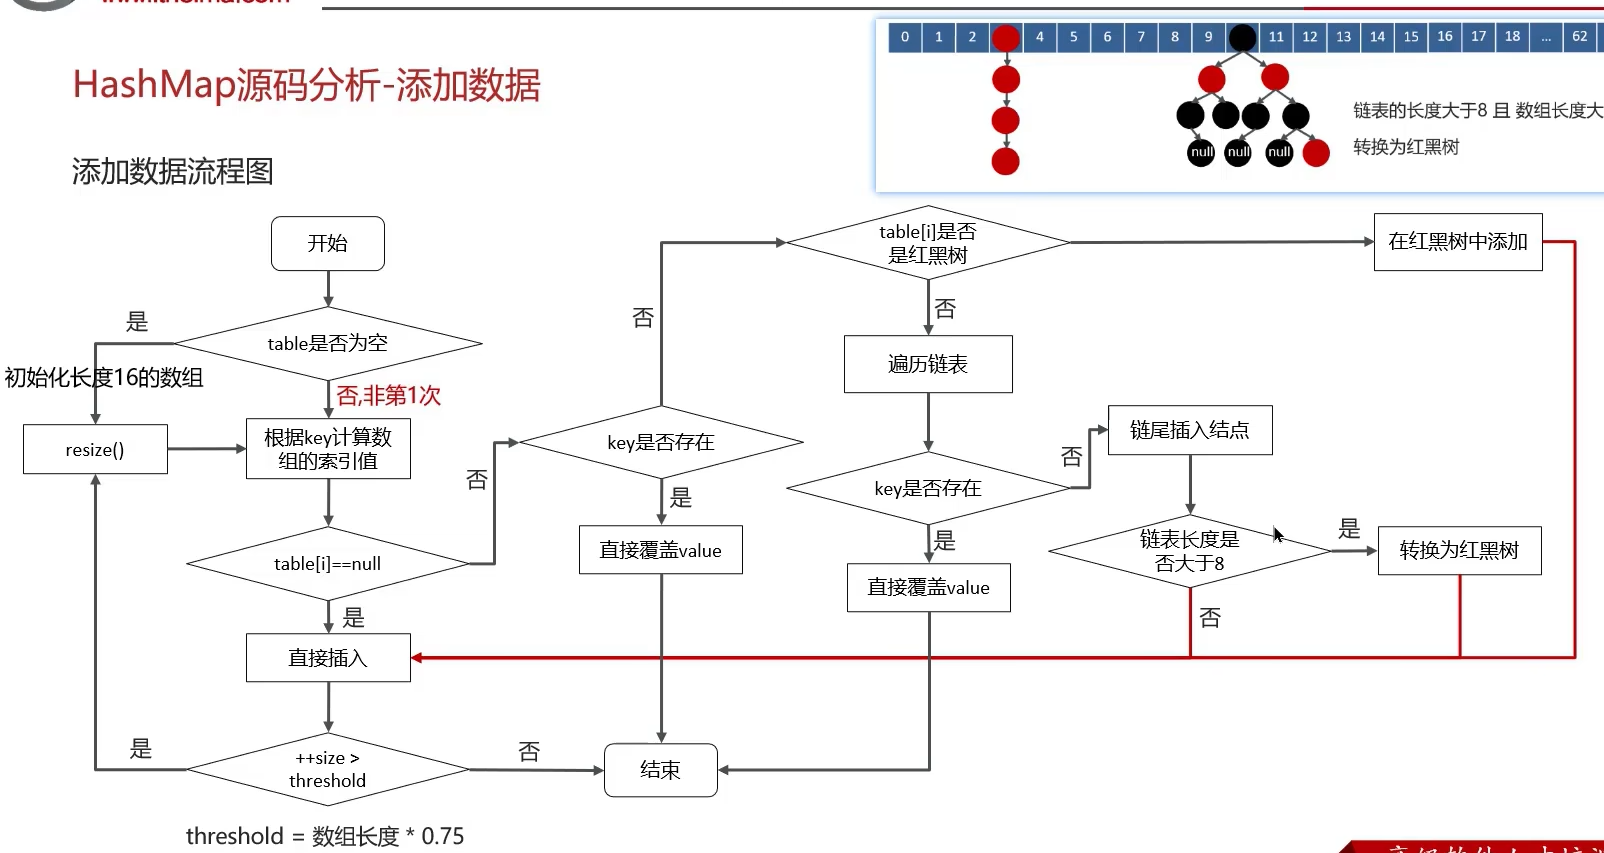 0 1 2 4 5 6 7 8 9 11 12 13 14 15 16 17 18 ... 62
HashMap源码分析-添加数据
链表的长度大于8 且 数组长度大
null null null
转换为红黑树
添加数据流程图
开始
table[i]是否
是红黑树
在红黑树中添加
是
table是否为空
否
否
初始化长度16的数组
否,非第1次
遍历链表
resize()
根据key计算数
组的索引值
key是否存在
链尾插入结点
否
否
是
key是否存在
table[i]==null
直接覆盖value
是
链表长度是
否大于8
是
转换为红黑树
是
直接覆盖value
否
直接插入
是
++size >
threshold
否
结束
threshold = 数组长度 * 0.75